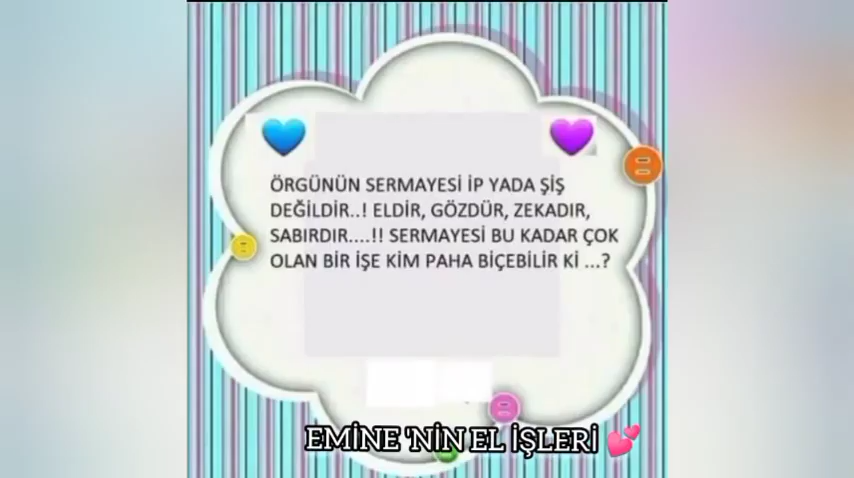 ÖRGÜNÜN SERMAYESİ İP YADA ŞİŞ
DEĞİLDİR..! ELDİR, GÖZDÜR, ZEKADIR,
SABIRDIR....!! SERMAYESİ BU KADAR ÇOK
OLAN BİR İŞE KİM PAHA BİÇEBİLİR Kİ ...?
EMİNE 'NİN EL İŞLERİ 💕